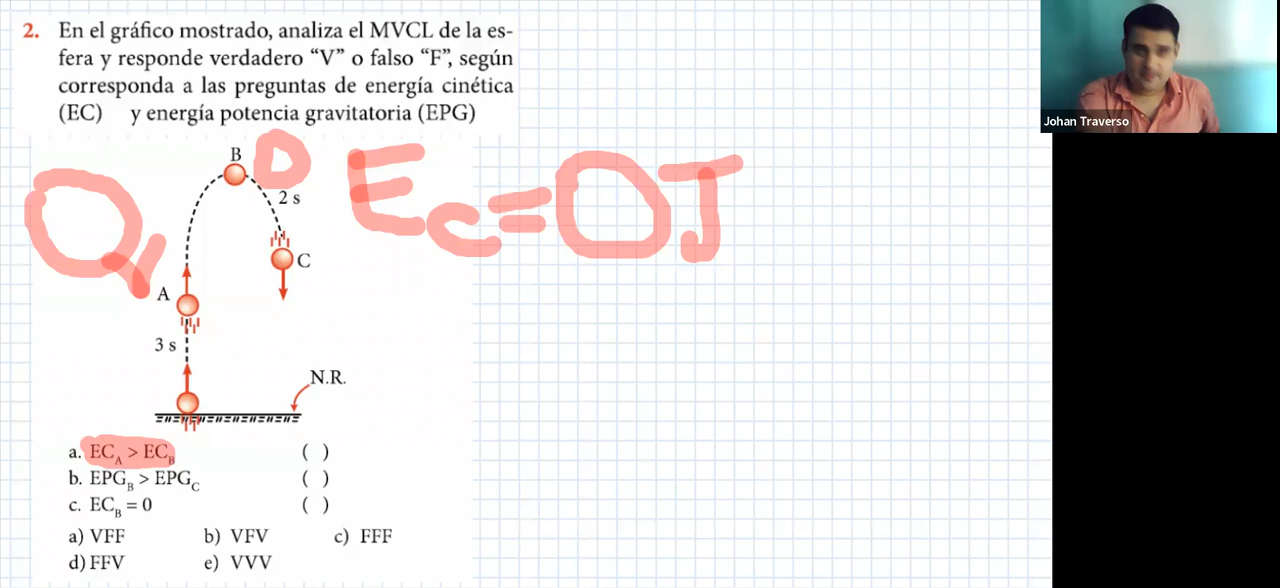 2. En el gráfico mostrado, analiza el MVCL de la es-
fera y responde verdadero “V” o falso “F”, según
corresponda a las preguntas de energía cinética
(EC) y energía potencia gravitatoria (EPG)
B
2 s
C
A
3 s
N.R.
Ec=0J
a. EC_A > EC_B ( )
b. EPG_B > EPG_C ( )
c. EC_B = 0 ( )
a) VFF b) VFV c) FFF
d) FFV e) VVV
Johan Traverso